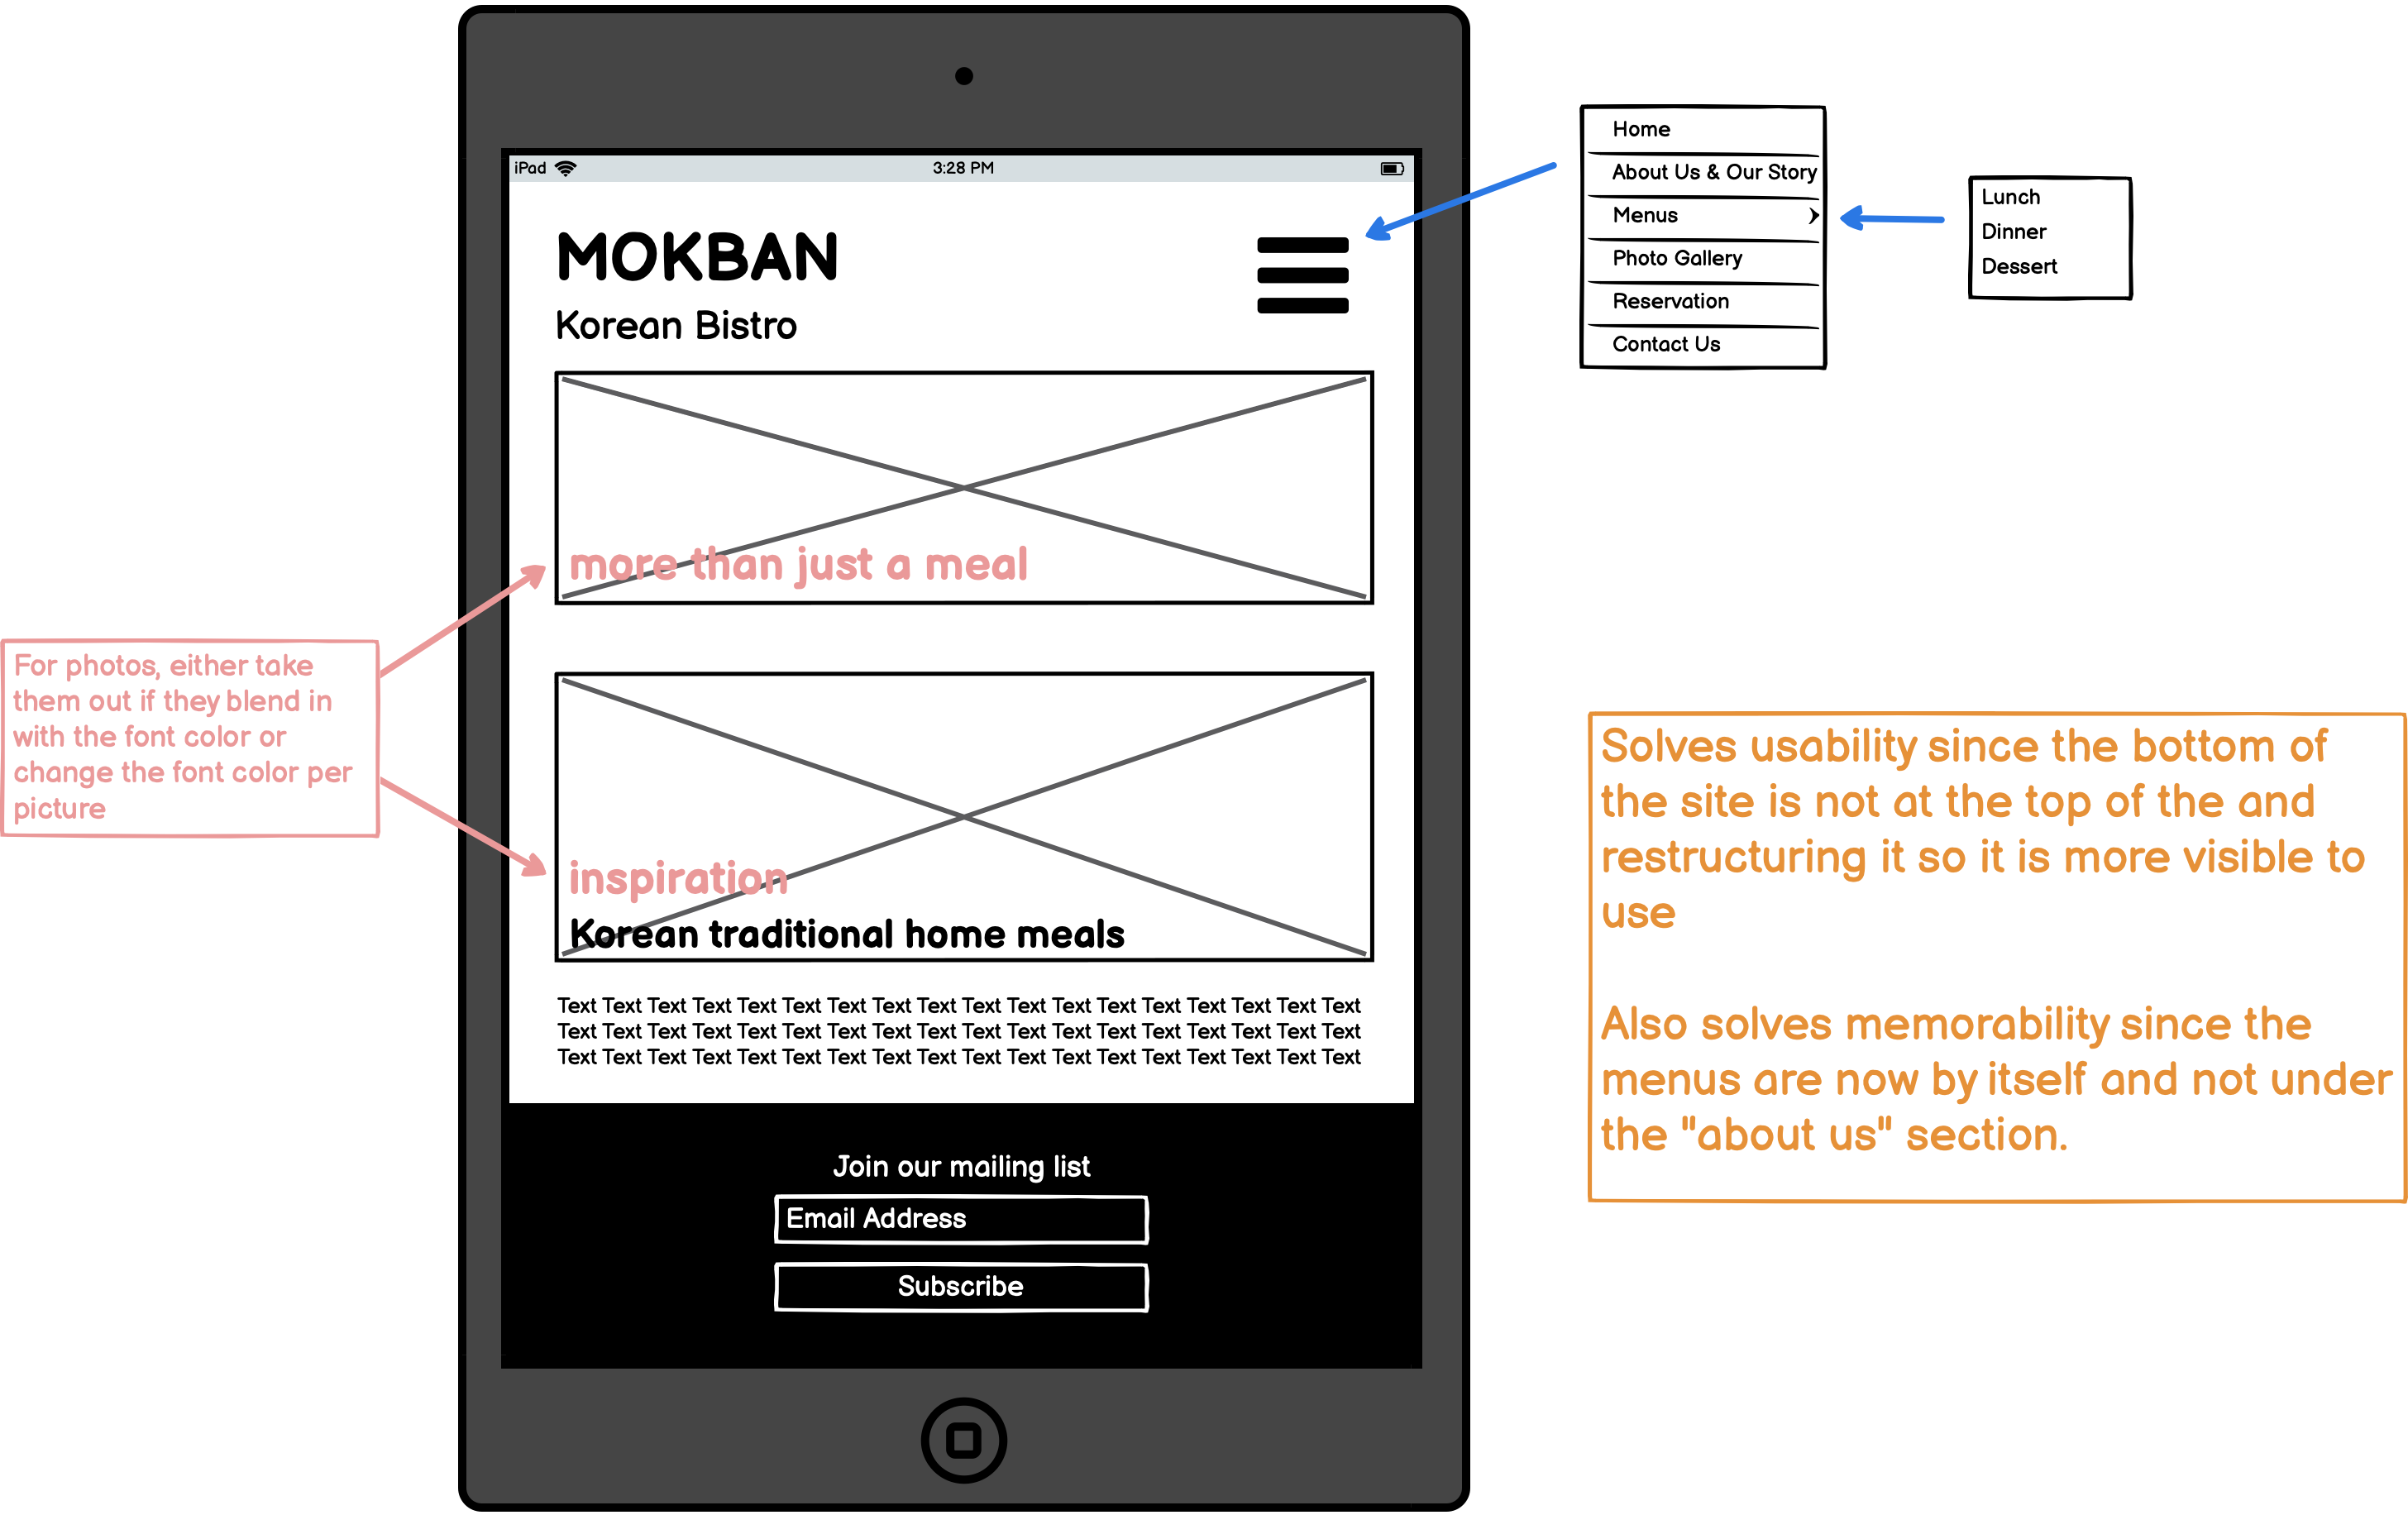 iPad
3:28 PM
MOKBAN
Korean Bistro
more than just a meal
inspiration
Korean traditional home meals
Text Text Text Text Text Text Text Text Text Text Text Text Text Text Text Text Text Text
Text Text Text Text Text Text Text Text Text Text Text Text Text Text Text Text Text Text
Text Text Text Text Text Text Text Text Text Text Text Text Text Text Text Text Text Text
Join our mailing list
Email Address
Subscribe
Home
About Us & Our Story
Menus
Photo Gallery
Reservation
Contact Us
Lunch
Dinner
Dessert
For photos, either take
them out if they blend in
with the font color or
change the font color per
picture
Solves usability since the bottom of
the site is not at the top of the and
restructuring it so it is more visible to
use
Also solves memorability since the
menus are now by itself and not under
the "about us" section.